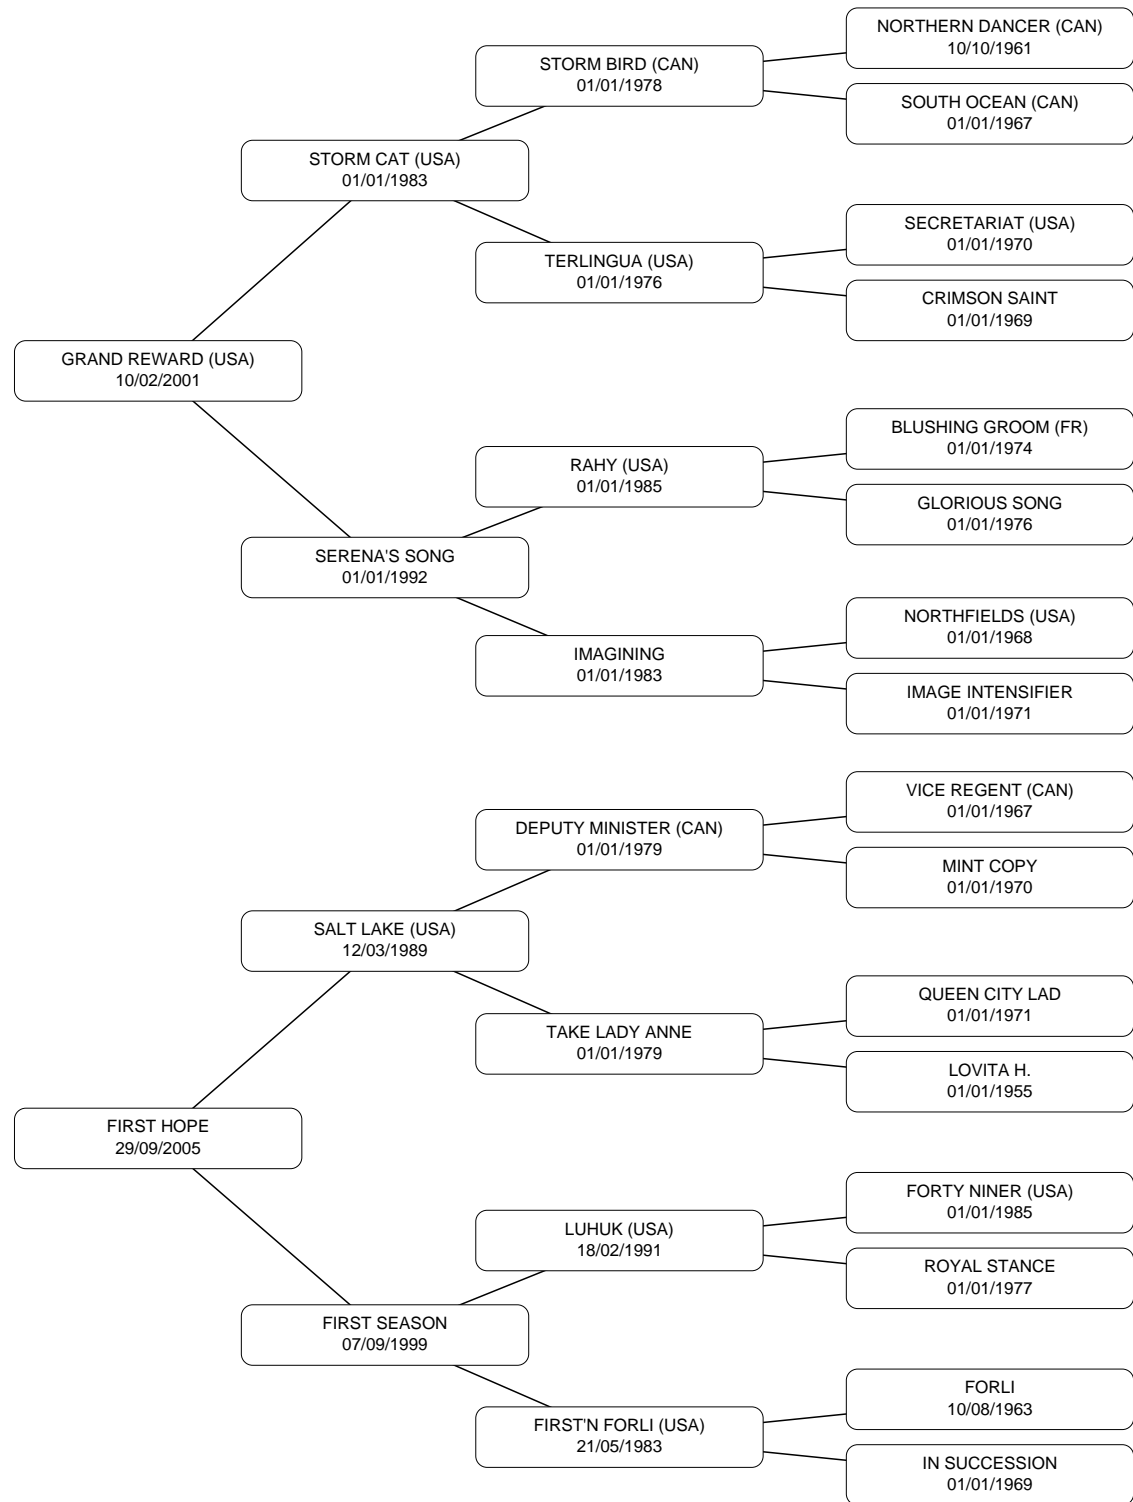 NORTHERN DANCER (CAN)
10/10/1961
STORM BIRD (CAN)
01/01/1978
SOUTH OCEAN (CAN)
01/01/1967
STORM CAT (USA)
01/01/1983
SECRETARIAT (USA)
01/01/1970
TERLINGUA (USA)
01/01/1976
CRIMSON SAINT
01/01/1969
GRAND REWARD (USA)
10/02/2001
BLUSHING GROOM (FR)
01/01/1974
RAHY (USA)
01/01/1985
GLORIOUS SONG
01/01/1976
SERENA'S SONG
01/01/1992
NORTHFIELDS (USA)
01/01/1968
IMAGINING
01/01/1983
IMAGE INTENSIFIER
01/01/1971
VICE REGENT (CAN)
01/01/1967
DEPUTY MINISTER (CAN)
01/01/1979
MINT COPY
01/01/1970
SALT LAKE (USA)
12/03/1989
QUEEN CITY LAD
01/01/1971
TAKE LADY ANNE
01/01/1979
LOVITA H.
01/01/1955
FIRST HOPE
29/09/2005
FORTY NINER (USA)
01/01/1985
LUHUK (USA)
18/02/1991
ROYAL STANCE
01/01/1977
FIRST SEASON
07/09/1999
FORLI
10/08/1963
FIRST'N FORLI (USA)
21/05/1983
IN SUCCESSION
01/01/1969